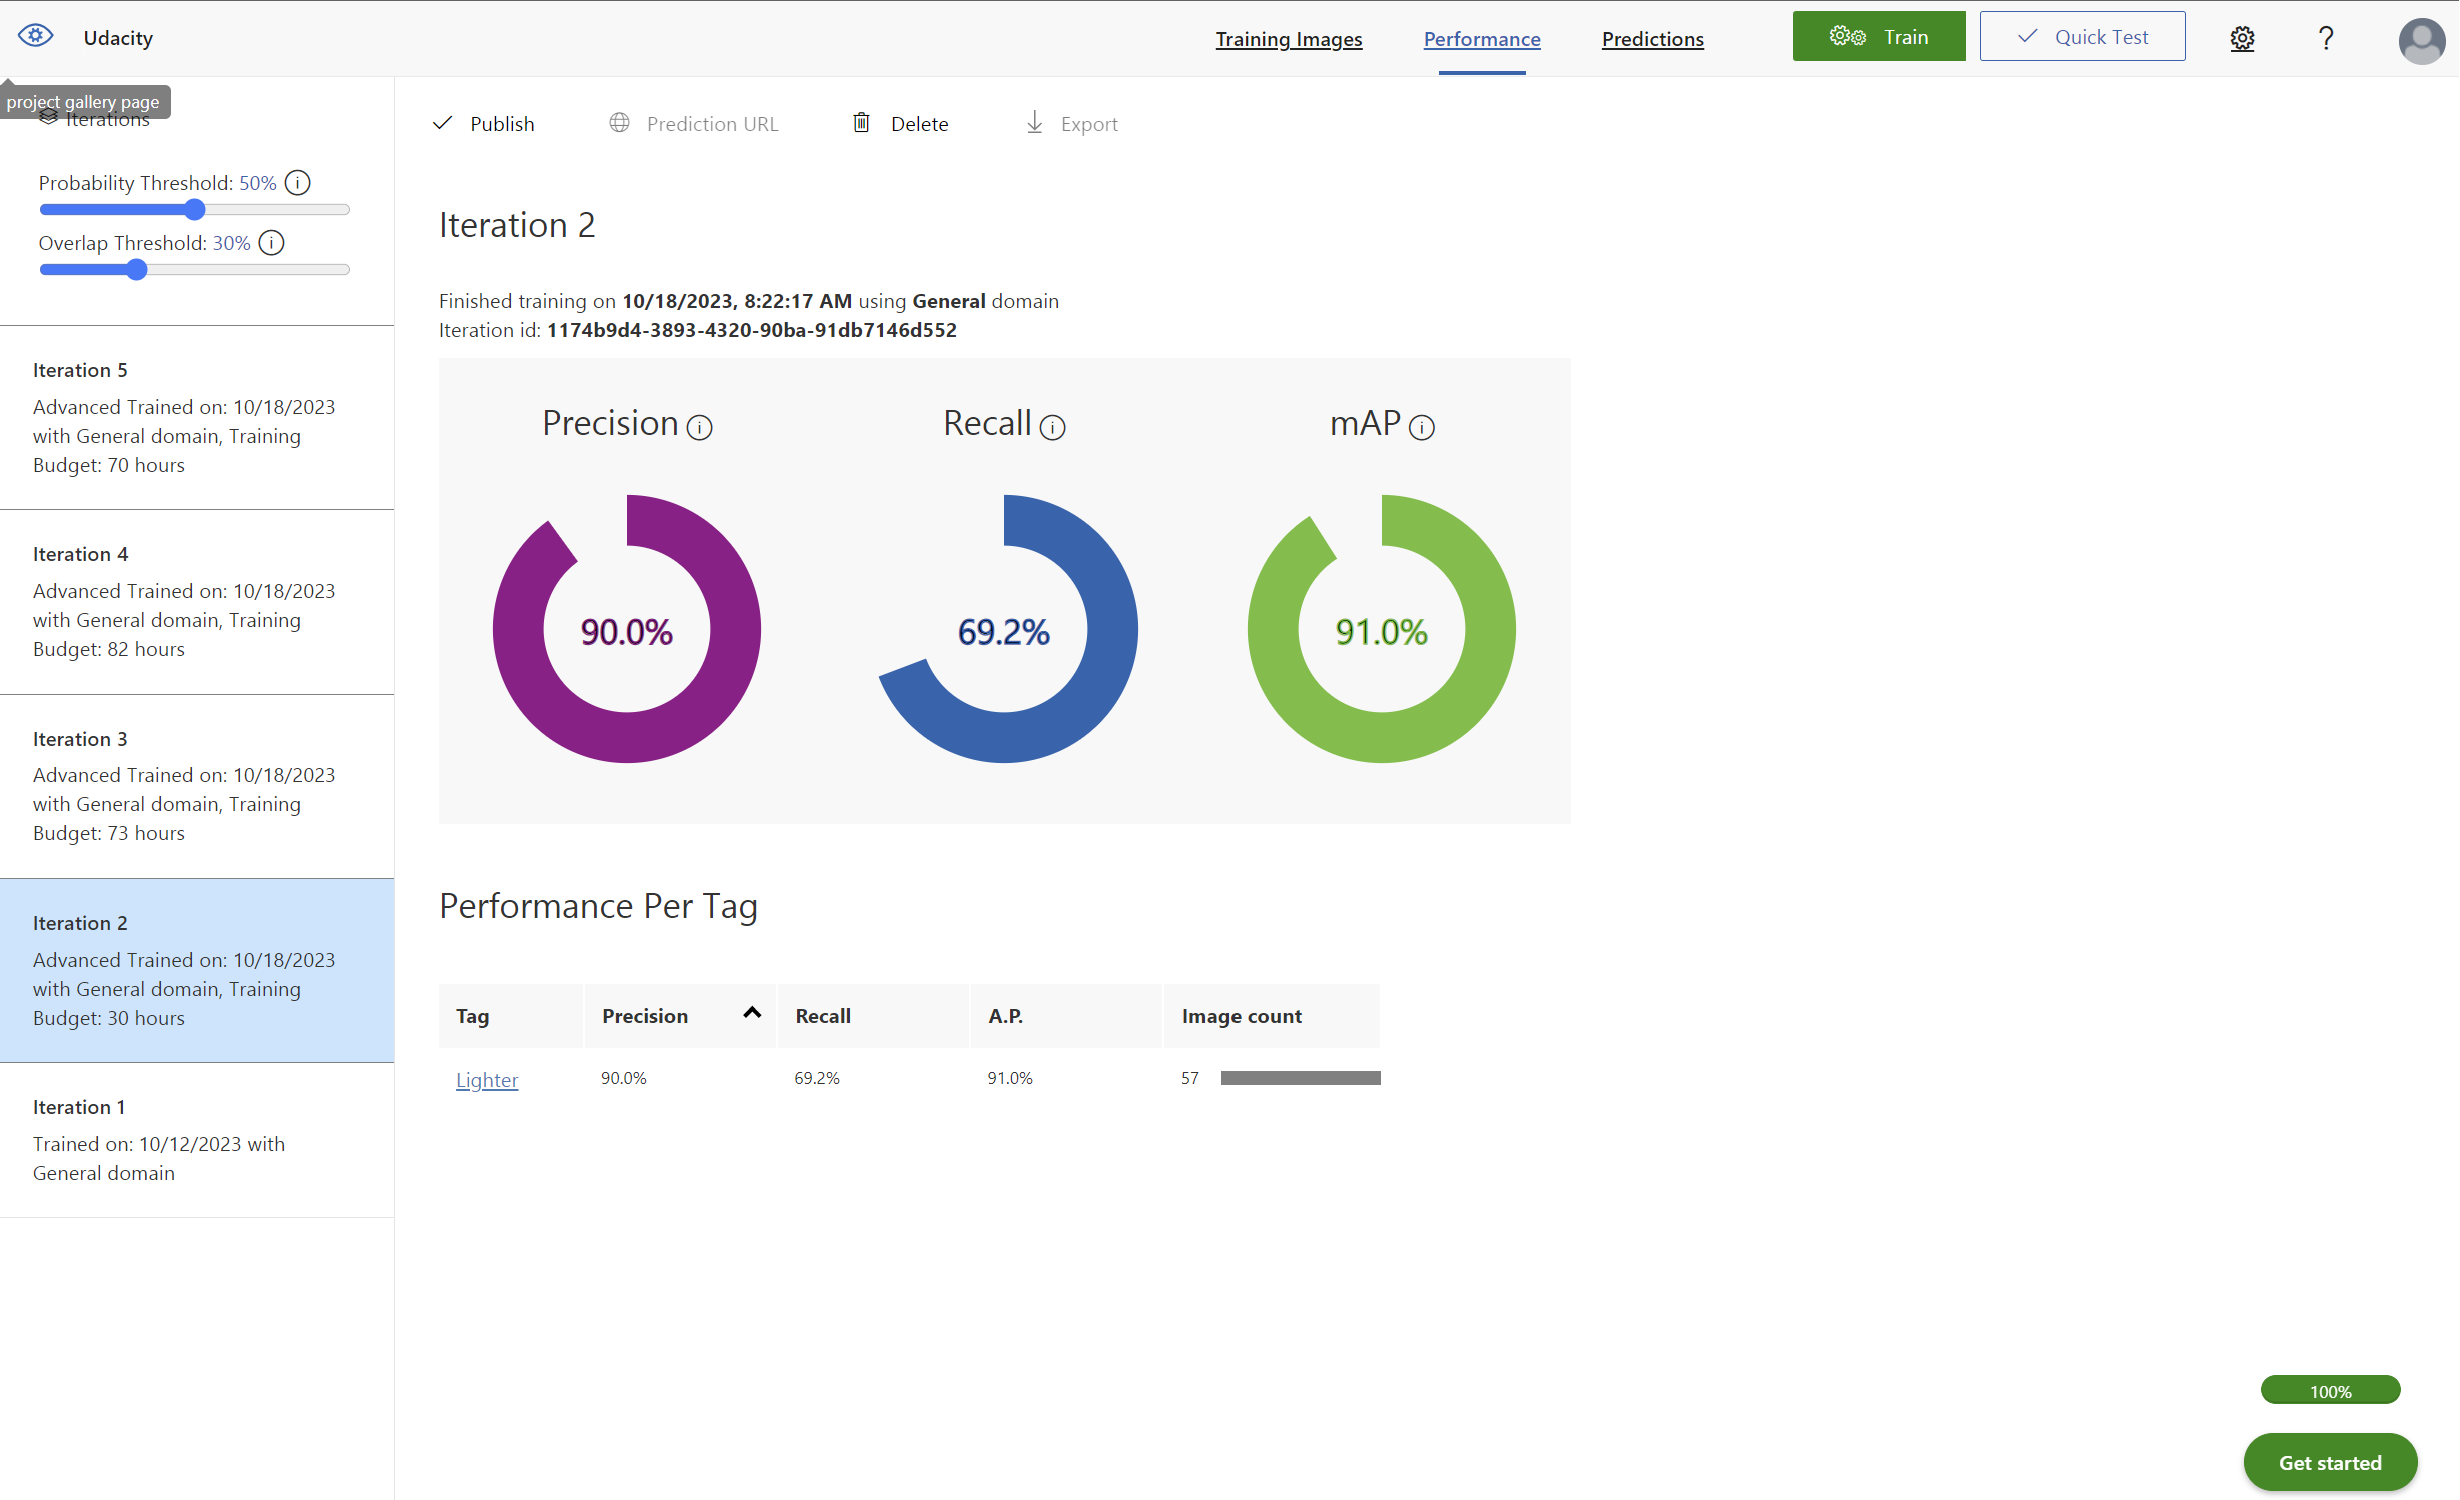 Udacity
Training Images
Performance
Predictions
Train
Quick Test
?
project gallery page
Iterations
Probability Threshold: 50%
Overlap Threshold: 30%
Iteration 5
Advanced Trained on: 10/18/2023
with General domain, Training
Budget: 70 hours
Iteration 4
Advanced Trained on: 10/18/2023
with General domain, Training
Budget: 82 hours
Iteration 3
Advanced Trained on: 10/18/2023
with General domain, Training
Budget: 73 hours
Iteration 2
Advanced Trained on: 10/18/2023
with General domain, Training
Budget: 30 hours
Iteration 1
Trained on: 10/12/2023 with
General domain
Publish
Prediction URL
Delete
Export
Iteration 2
Finished training on 10/18/2023, 8:22:17 AM using General domain
Iteration id: 1174b9d4-3893-4320-90ba-91db7146d552
Precision
Recall
mAP
90.0%
69.2%
91.0%
Performance Per Tag
Tag Precision Recall A.P. Image count
Lighter 90.0% 69.2% 91.0% 57
100%
Get started